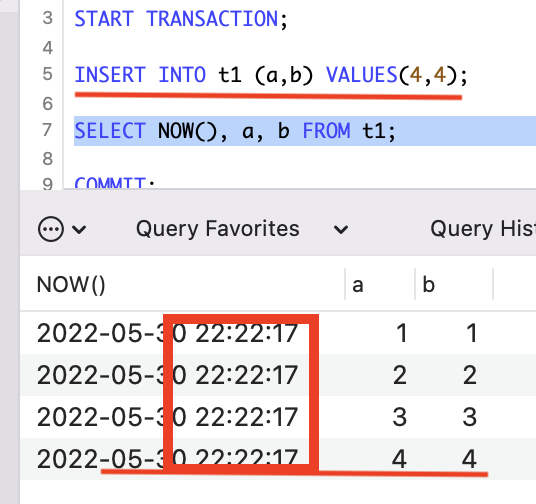 3 START TRANSACTION;
4
5 INSERT INTO t1 (a,b) VALUES(4,4);
6
7 SELECT NOW(), a, b FROM t1;
8
9 COMMIT;
Query Favorites Query Hist
NOW() a b
2022-05-30 22:22:17 1 1
2022-05-30 22:22:17 2 2
2022-05-30 22:22:17 3 3
2022-05-30 22:22:17 4 4